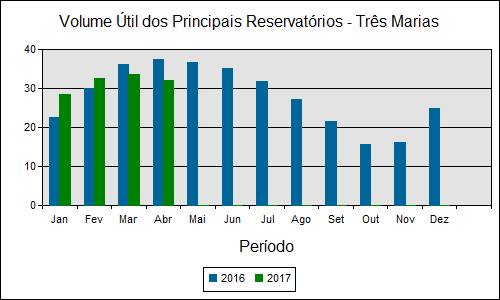 Volume Útil dos Principais Reservatórios - Três Marias
40
30
20
10
0
Jan Fev Mar Abr Mai Jun Jul Ago Set Out Nov Dez
Período
2016 2017